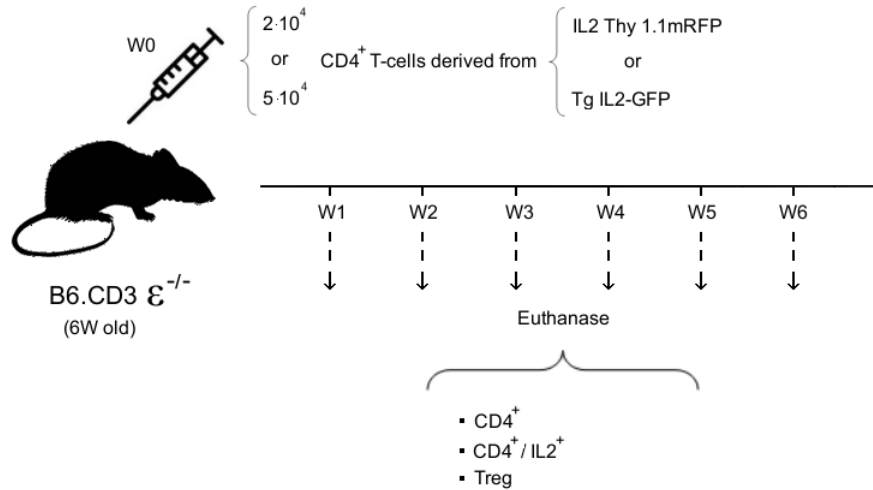 W0
2·10⁴
or
5·10⁴
CD4⁺ T-cells derived from
IL2 Thy 1.1mRFP
or
Tg IL2-GFP
W1 W2 W3 W4 W5 W6
B6.CD3 ε⁻/⁻
(6W old)
Euthanase
▪ CD4⁺
▪ CD4⁺/ IL2⁺
▪ Treg